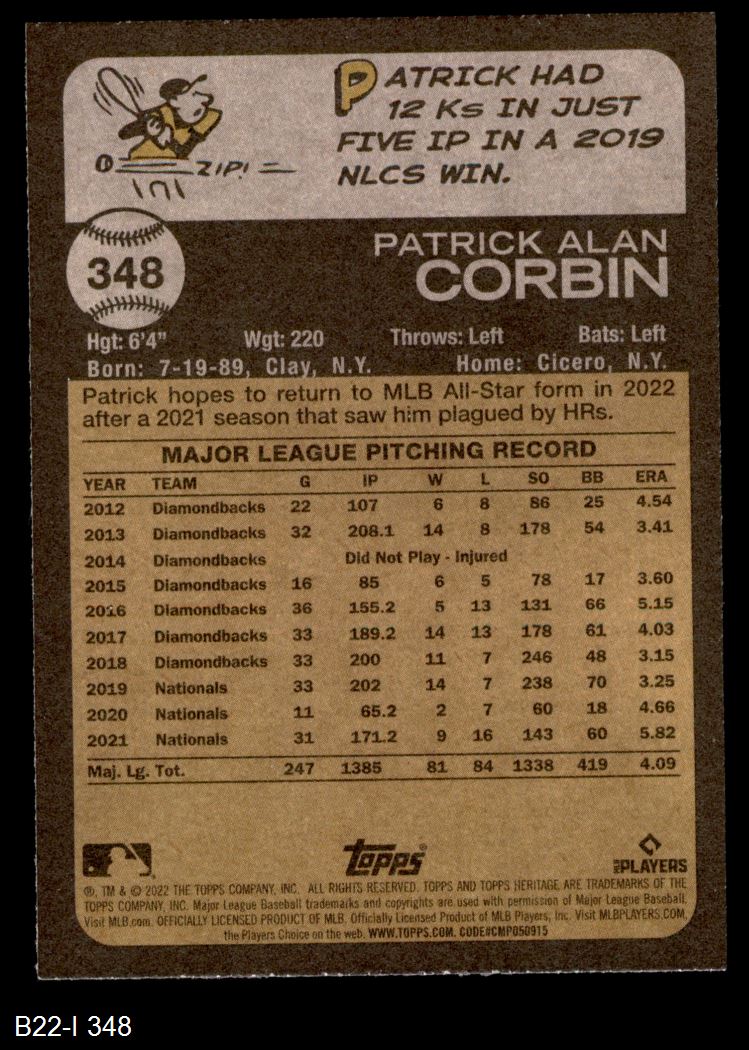 PATRICK HAD
12 Ks IN JUST
FIVE IP IN A 2019
NLCS WIN.
ZIP!
348
PATRICK ALAN
CORBIN
Hgt: 6'4" Wgt: 220 Throws: Left Bats: Left
Born: 7-19-89, Clay, N.Y. Home: Cicero, N.Y.
Patrick hopes to return to MLB All-Star form in 2022
after a 2021 season that saw him plagued by HRs.
MAJOR LEAGUE PITCHING RECORD
YEAR TEAM G IP W L SO BB ERA
2012 Diamondbacks 22 107 6 8 86 25 4.54
2013 Diamondbacks 32 208.1 14 8 178 54 3.41
2014 Diamondbacks Did Not Play - Injured
2015 Diamondbacks 16 85 6 5 78 17 3.60
2016 Diamondbacks 36 155.2 5 13 131 66 5.15
2017 Diamondbacks 33 189.2 14 13 178 61 4.03
2018 Diamondbacks 33 200 11 7 246 48 3.15
2019 Nationals 33 202 14 7 238 70 3.25
2020 Nationals 11 65.2 2 7 60 18 4.66
2021 Nationals 31 171.2 9 16 143 60 5.82
Maj. Lg. Tot. 247 1385 81 84 1338 419 4.09
Topps
MLB PLAYERS
®, TM & © 2022 THE TOPPS COMPANY, INC. ALL RIGHTS RESERVED. TOPPS AND TOPPS HERITAGE ARE TRADEMARKS OF THE
TOPPS COMPANY, INC. Major League Baseball trademarks and copyrights are used with permission of Major League Baseball.
Visit MLB.com. OFFICIALLY LICENSED PRODUCT OF MLB. Officially Licensed Product of MLB Players, Inc. Visit MLBPLAYERS.COM,
the Players Choice on the web. WWW.TOPPS.COM. CODE#CMP050915
B22-I 348